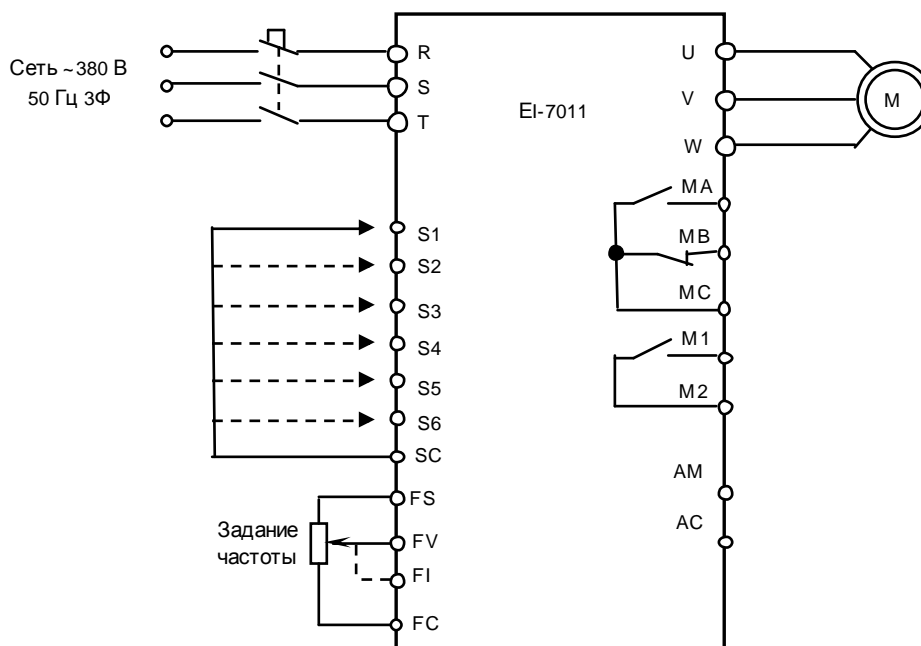 Сеть ~380 В
50 Гц 3Ф
R
S
T
EI-7011
U
V
W
M
MA
MB
MC
M1
M2
AM
AC
S1
S2
S3
S4
S5
S6
SC
FS
Задание
частоты
FV
FI
FC